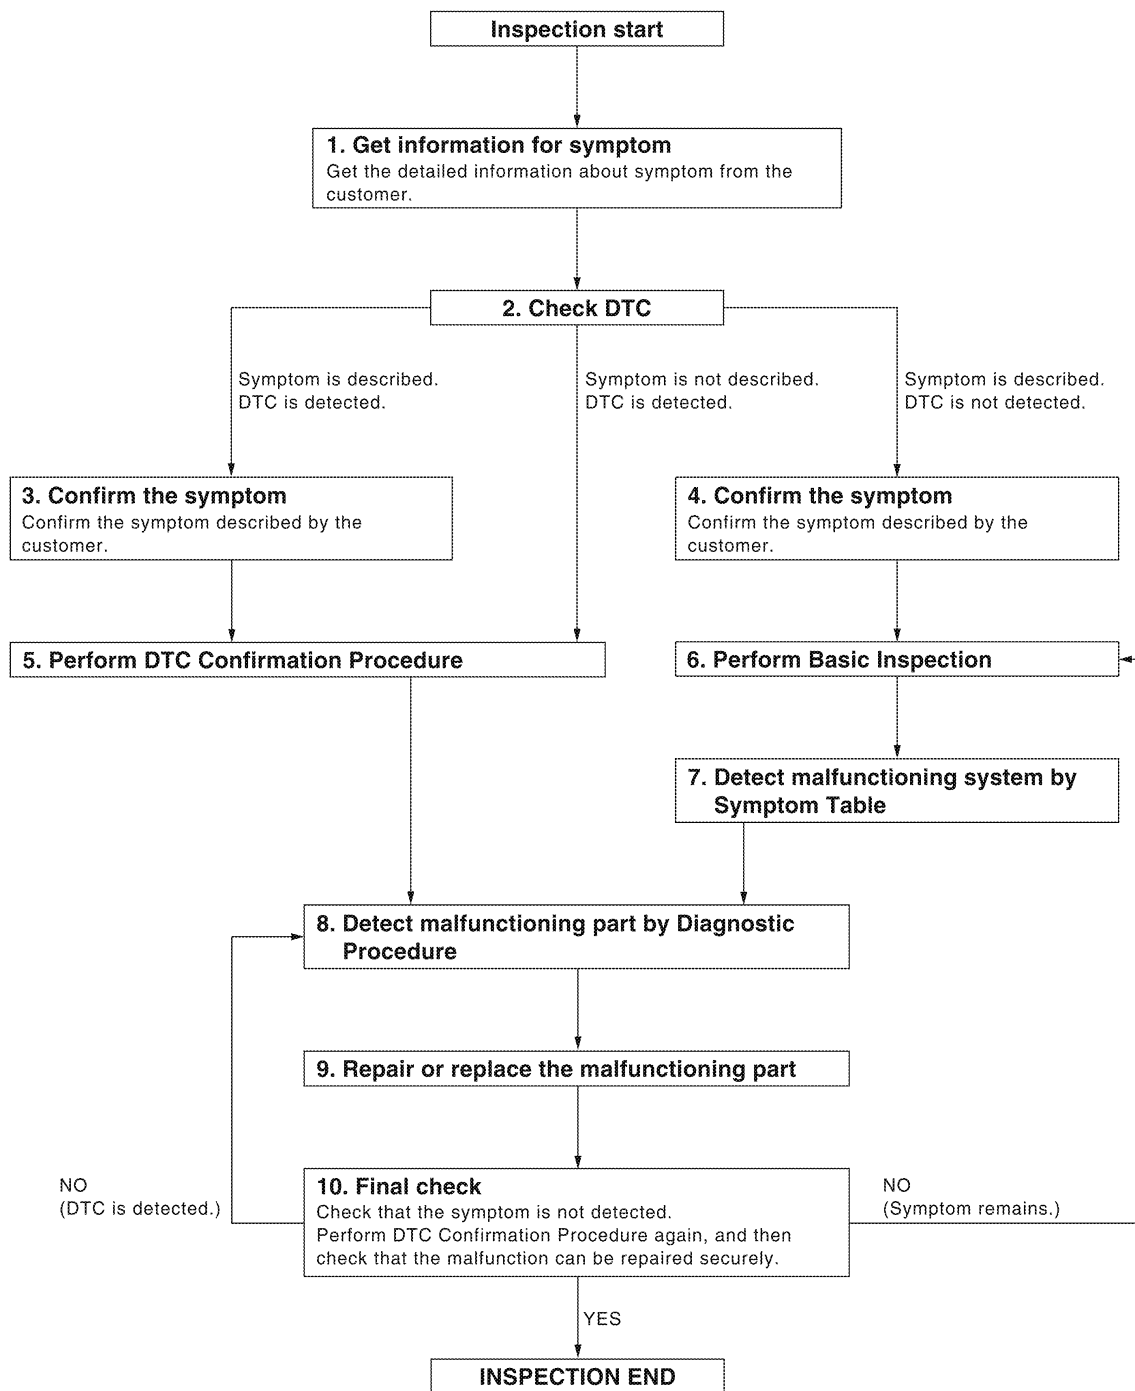 Inspection start
1. Get information for symptom
Get the detailed information about symptom from the
customer.
2. Check DTC
Symptom is described.
DTC is detected.
Symptom is not described.
DTC is detected.
Symptom is described.
DTC is not detected.
3. Confirm the symptom
Confirm the symptom described by the
customer.
4. Confirm the symptom
Confirm the symptom described by the
customer.
5. Perform DTC Confirmation Procedure
6. Perform Basic Inspection
7. Detect malfunctioning system by
Symptom Table
8. Detect malfunctioning part by Diagnostic
Procedure
9. Repair or replace the malfunctioning part
NO
(DTC is detected.)
10. Final check
Check that the symptom is not detected.
Perform DTC Confirmation Procedure again, and then
check that the malfunction can be repaired securely.
NO
(Symptom remains.)
YES
INSPECTION END